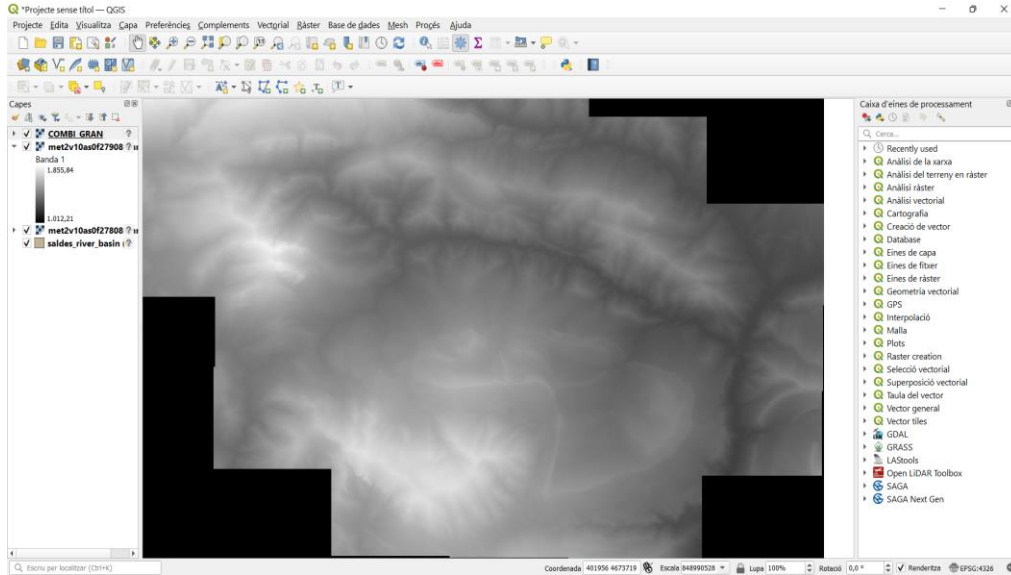 *Projecte sense títol — QGIS
Projecte Edita Visualitza Capa Preferències Complements Vectorial Ràster Base de dades Mesh Procés Ajuda
Capes
COMBI_GRAN ?
met2v10as0f27908 ?
Banda 1
1.855,84
1.012,21
met2v10as0f27808 ?
saldes_river_basin ( ?
Caixa d'eines de processament
Cerca...
Recently used
Anàlisi de la xarxa
Anàlisi del terreny en ràster
Anàlisi ràster
Anàlisi vectorial
Cartografia
Creació de vector
Database
Eines de capa
Eines de fitxer
Eines de ràster
Geometria vectorial
GPS
Interpolació
Malla
Plots
Raster creation
Selecció vectorial
Superposició vectorial
Taula del vector
Vector general
Vector tiles
GDAL
GRASS
LAStools
Open LiDAR Toolbox
SAGA
SAGA Next Gen
Escriu per localitzar (Ctrl+K) Coordenada 401956 4673719 Escala 848990528 Lupa 100% Rotació 0,0 ° Renderitza EPSG:4326